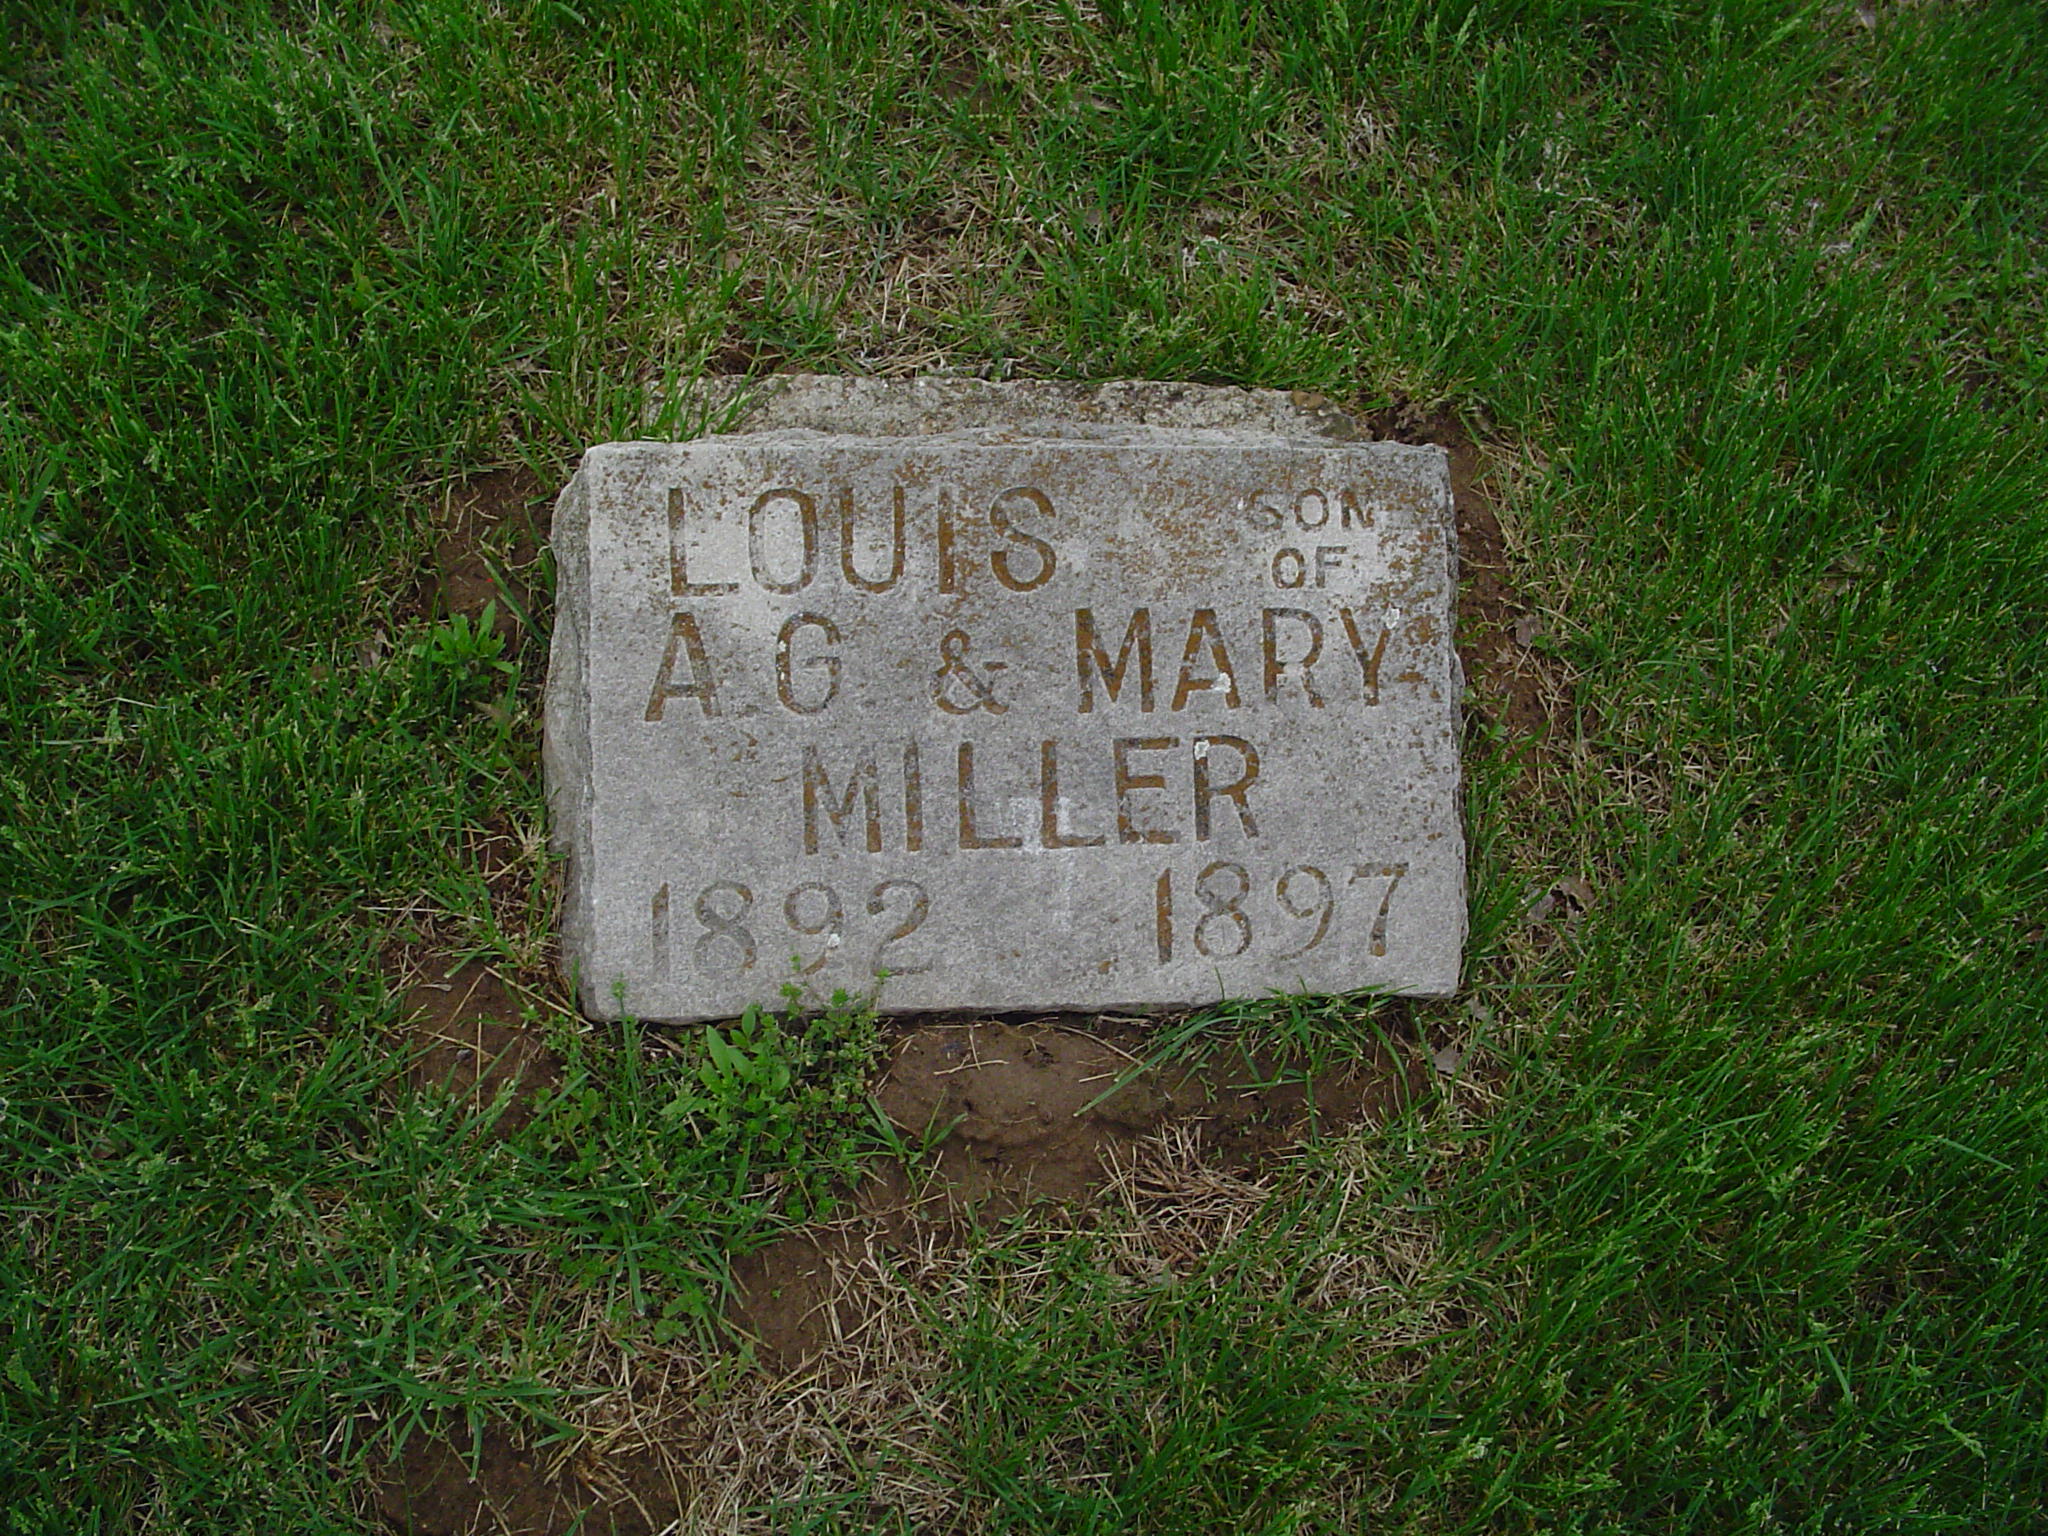 LOUIS SON
OF
A.G & MARY
MILLER
1892 1897